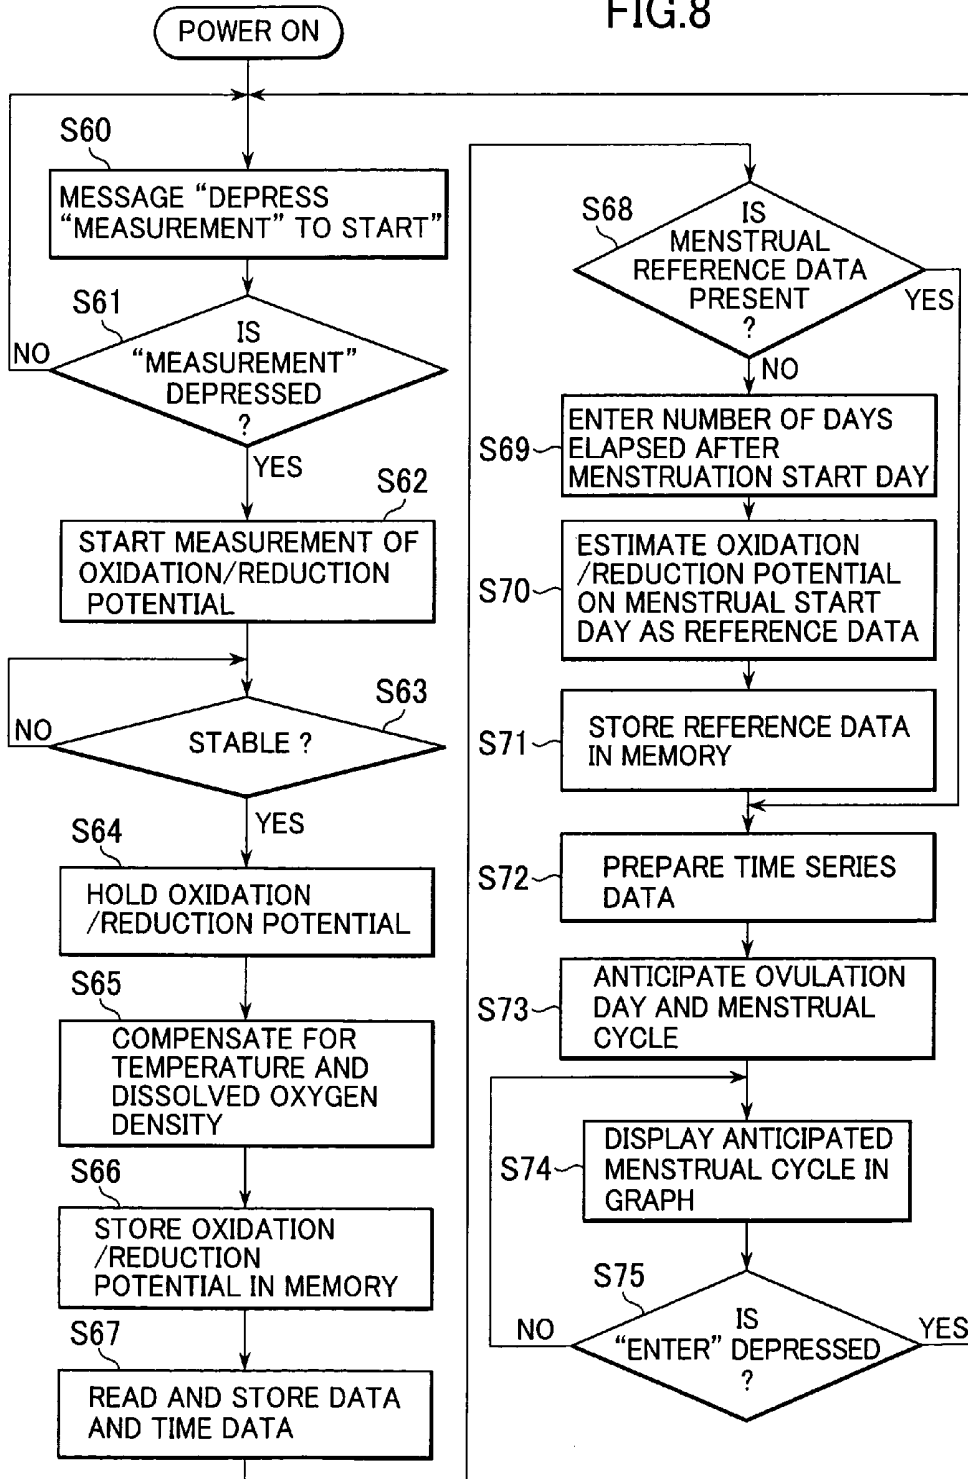 FIG.8
POWER ON
S60
MESSAGE “DEPRESS
“MEASUREMENT” TO START”
S61
IS
“MEASUREMENT”
DEPRESSED
?
NO
YES
S62
START MEASUREMENT OF
OXIDATION/REDUCTION
POTENTIAL
S63
STABLE ?
NO
YES
S64
HOLD OXIDATION
/REDUCTION POTENTIAL
S65
COMPENSATE FOR
TEMPERATURE AND
DISSOLVED OXYGEN
DENSITY
S66
STORE OXIDATION
/REDUCTION
POTENTIAL IN MEMORY
S67
READ AND STORE DATA
AND TIME DATA
S68
IS
MENSTRUAL
REFERENCE DATA
PRESENT
?
YES
NO
S69
ENTER NUMBER OF DAYS
ELAPSED AFTER
MENSTRUATION START DAY
S70
ESTIMATE OXIDATION
/REDUCTION POTENTIAL
ON MENSTRUAL START
DAY AS REFERENCE DATA
S71
STORE REFERENCE DATA
IN MEMORY
S72
PREPARE TIME SERIES
DATA
S73
ANTICIPATE OVULATION
DAY AND MENSTRUAL
CYCLE
S74
DISPLAY ANTICIPATED
MENSTRUAL CYCLE IN
GRAPH
S75
IS
“ENTER” DEPRESSED
?
NO
YES